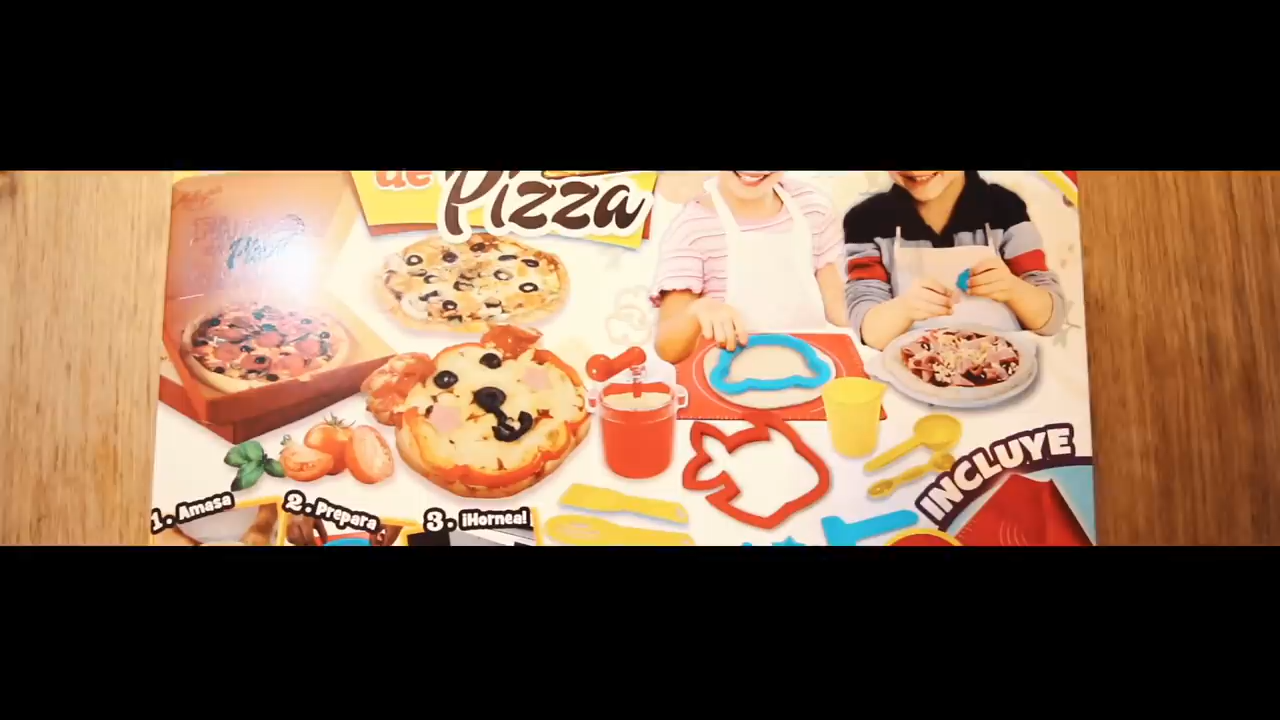 de
Pizza
1. Amasa
2. Prepara
3. ¡Hornea!
INCLUYE